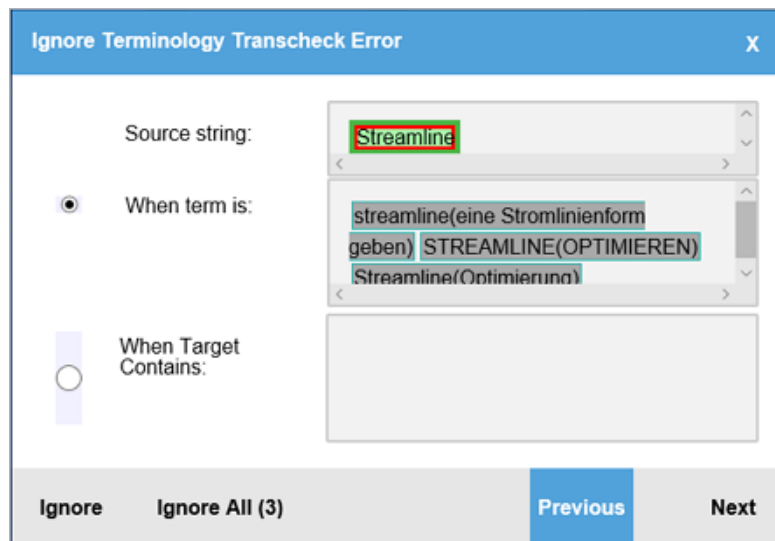 Ignore Terminology Transcheck Error X
Source string:
Streamline
When term is:
streamline(eine Stromlinienform
geben) STREAMLINE(OPTIMIEREN)
Streamline(Optimierung)
When Target
Contains:
Ignore Ignore All (3) Previous Next